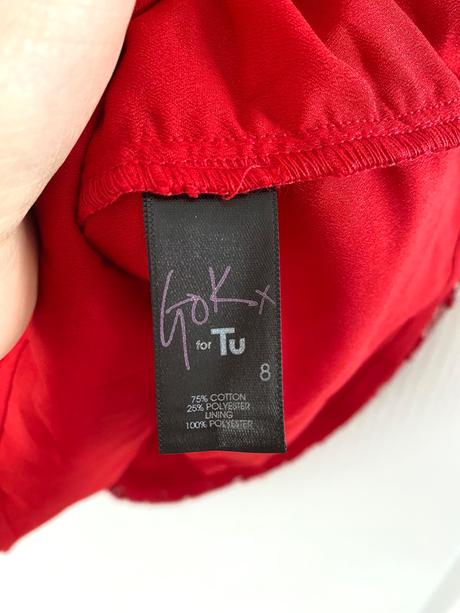 GOK x
for Tu
8
75% COTTON
25% POLYESTER
LINING
100% POLYESTER